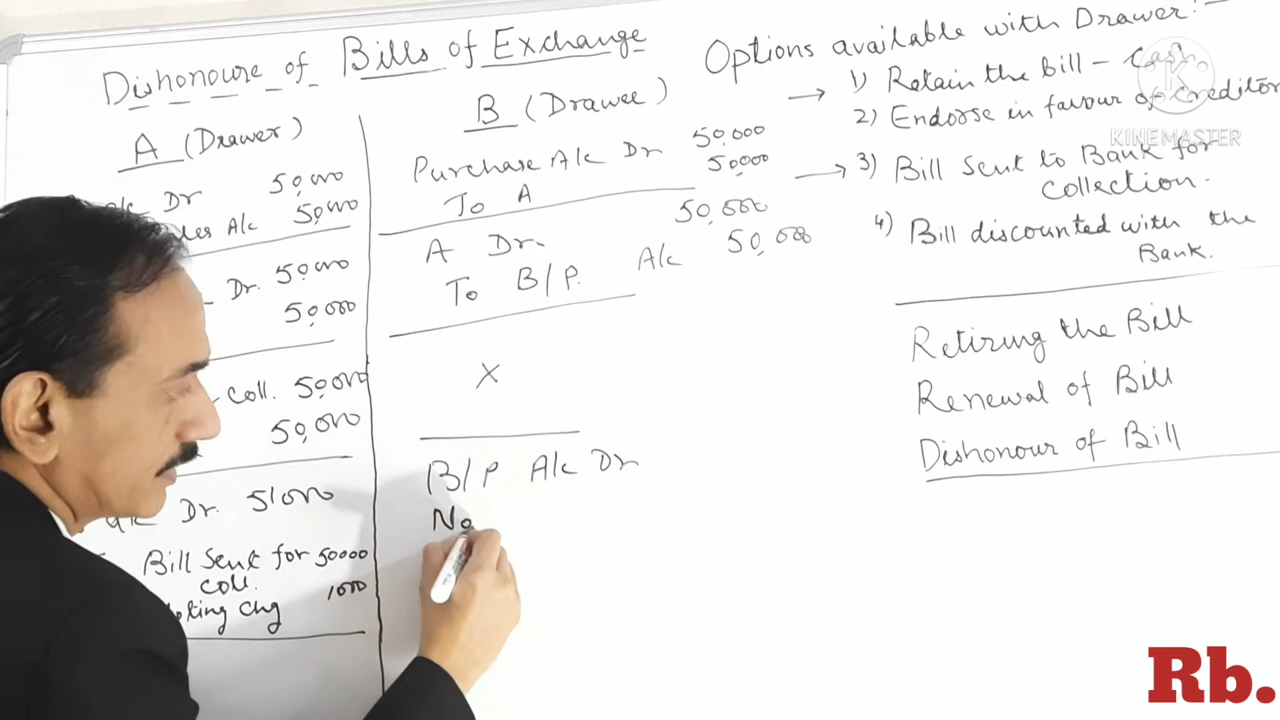 Dishonoure of Bills of Exchange
A (Drawer)
Dr 50,000
A/c 50,000
Dr. 50,000
50,000
Coll. 50,000
50,000
A/c Dr. 51000
Bill Sent for 50000
Coll.
Chg 1000
B (Drawee)
Purchase A/c Dr 50,000
To A 50,000
A Dr. 50,000
To B/P. A/c 50,000
X
B/P A/c Dr
No
Options available with Drawer:-
→ 1) Retain the Bill - Cash
2) Endorse in favour of Creditor
→ 3) Bill Sent to Bank for
Collection.
4) Bill discounted with the
Bank.
Retiring the Bill
Renewal of Bill
Dishonour of Bill
K
KINEMASTER
Rb.